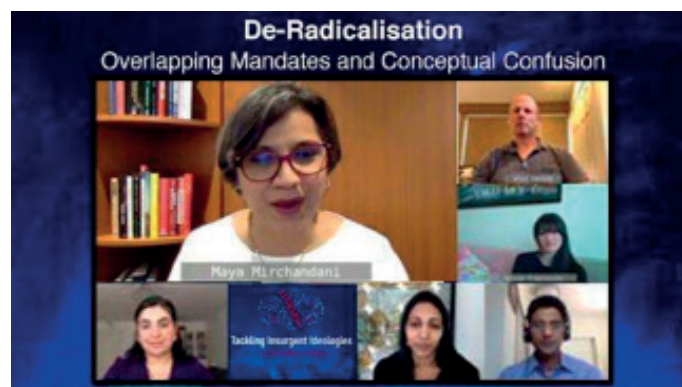 De-Radicalisation
Overlapping Mandates and Conceptual Confusion
Maya Mirchandani
Tackling Insurgent Ideologies